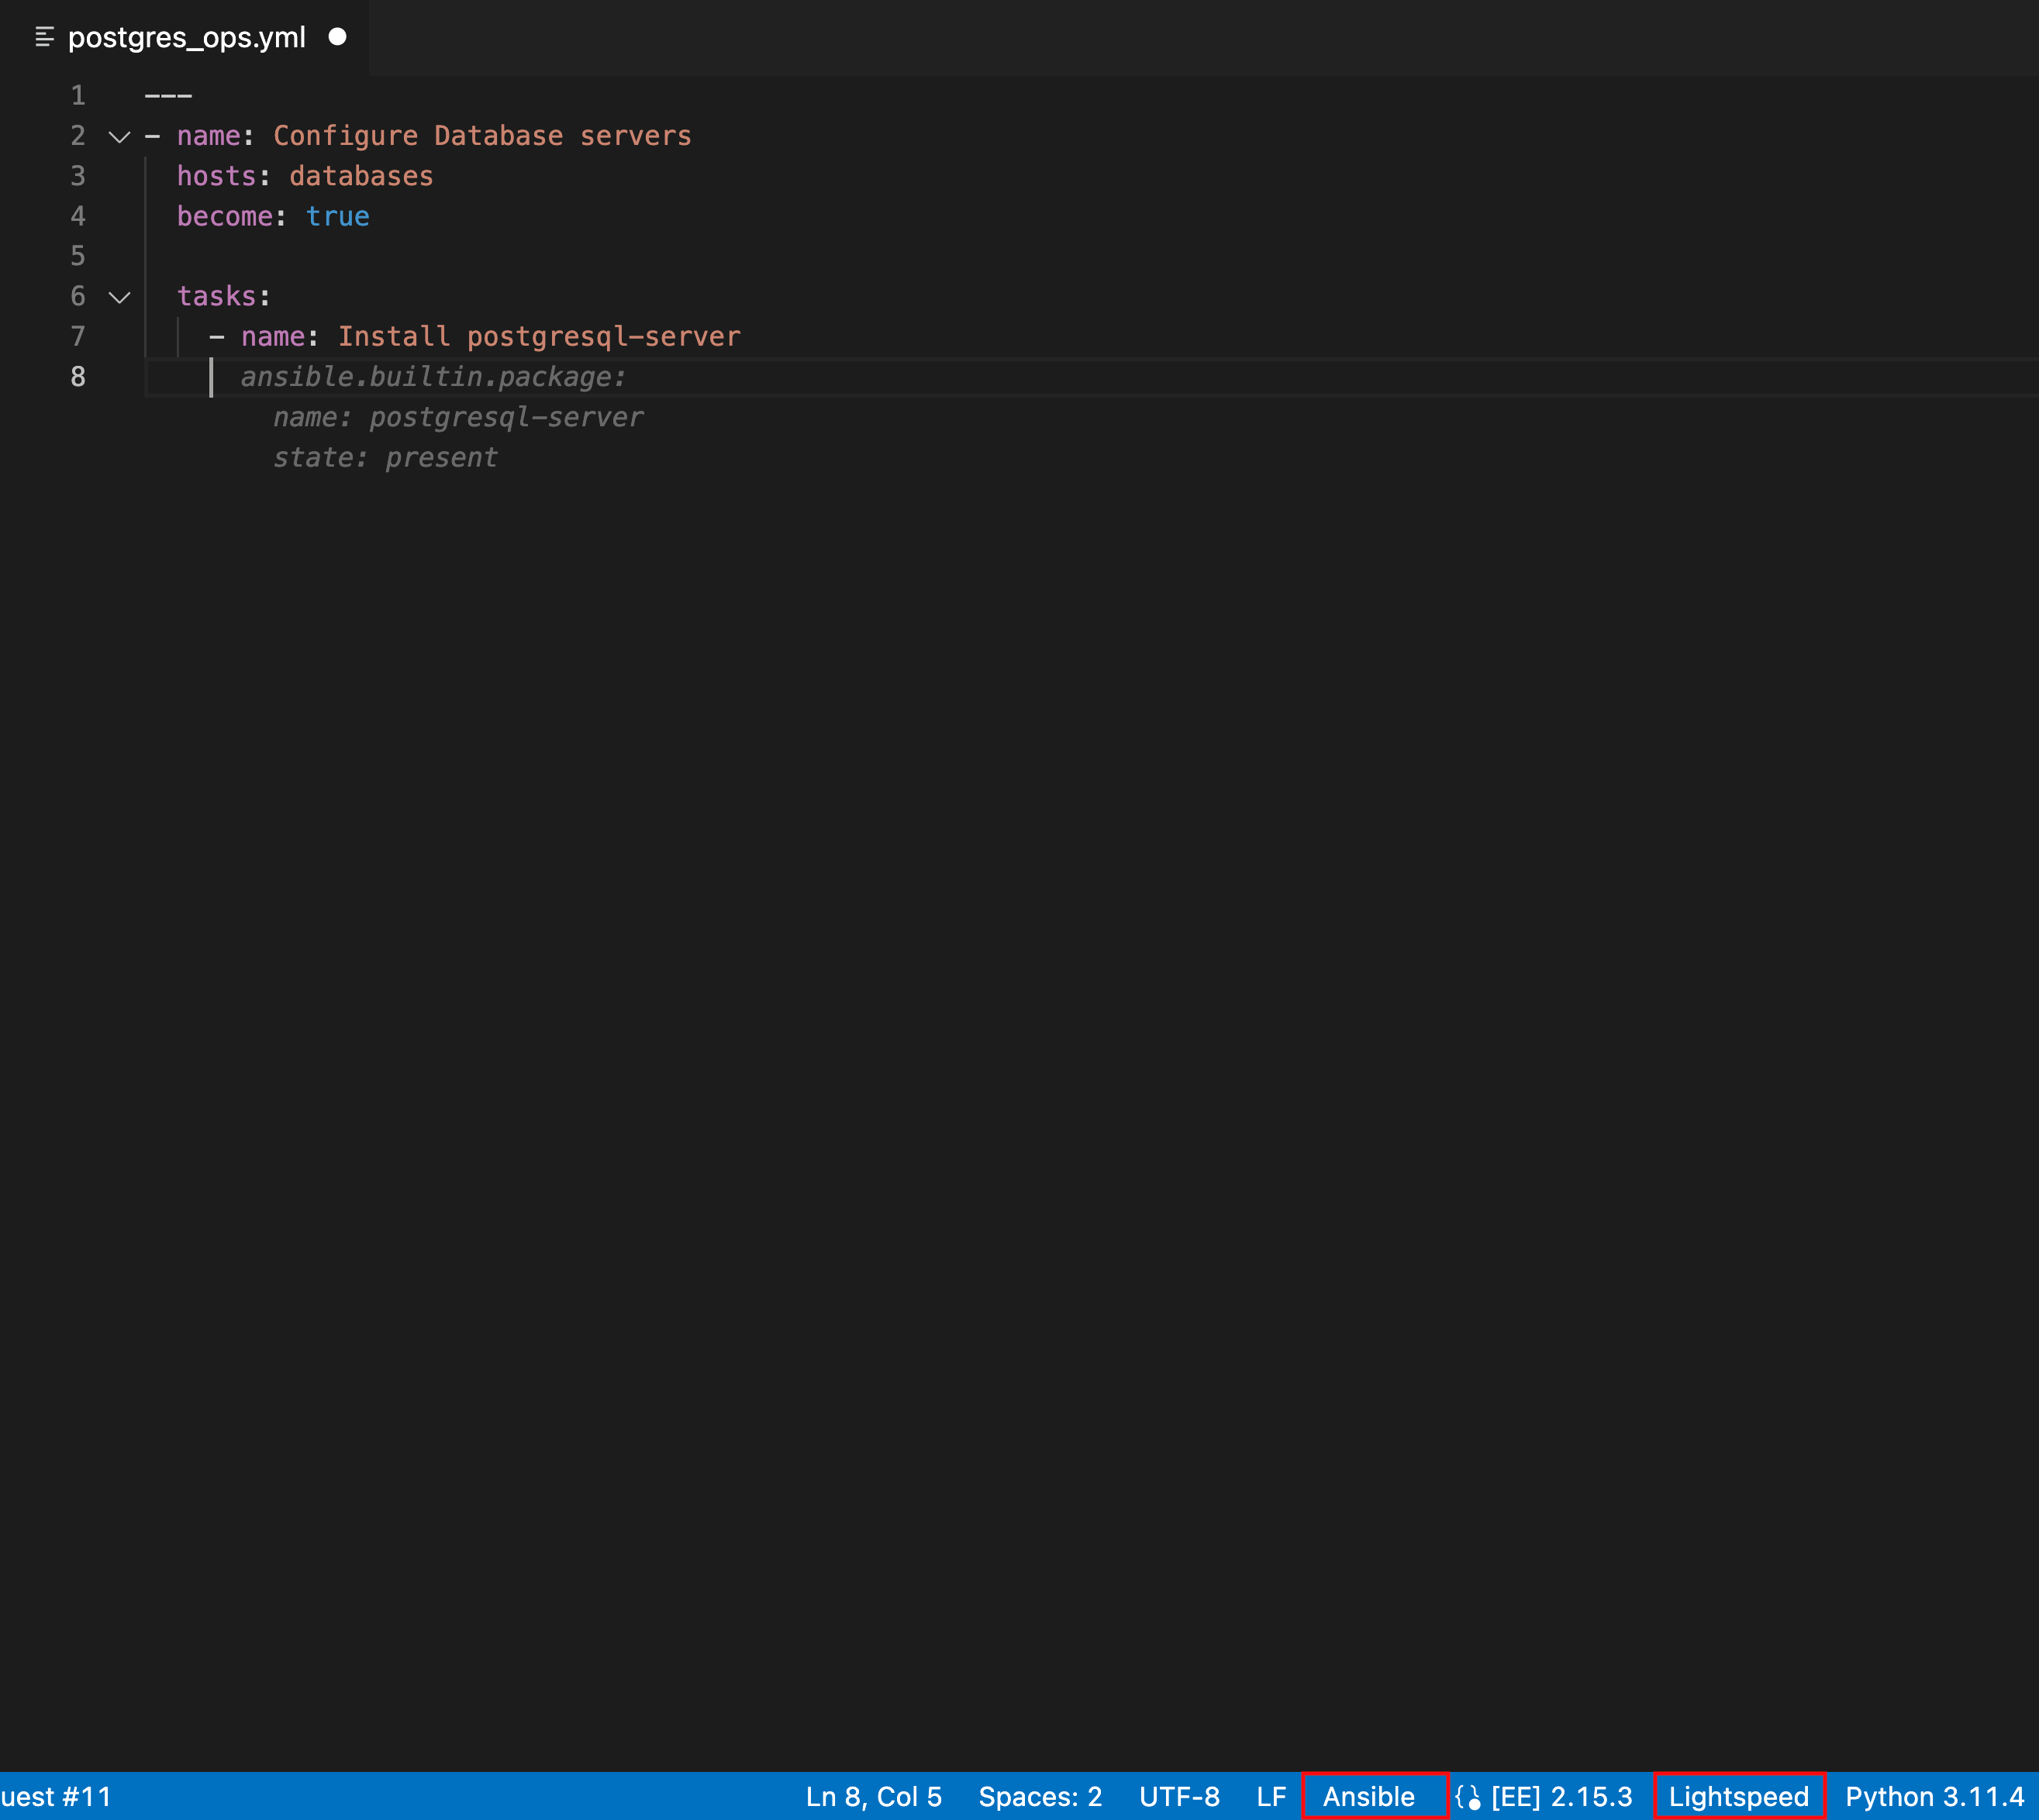 postgres_ops.yml
1 ---
2 - name: Configure Database servers
3 hosts: databases
4 become: true
5
6 tasks:
7 - name: Install postgresql-server
8 ansible.builtin.package:
name: postgresql-server
state: present
uest #11 Ln 8, Col 5 Spaces: 2 UTF-8 LF Ansible [EE] 2.15.3 Lightspeed Python 3.11.4